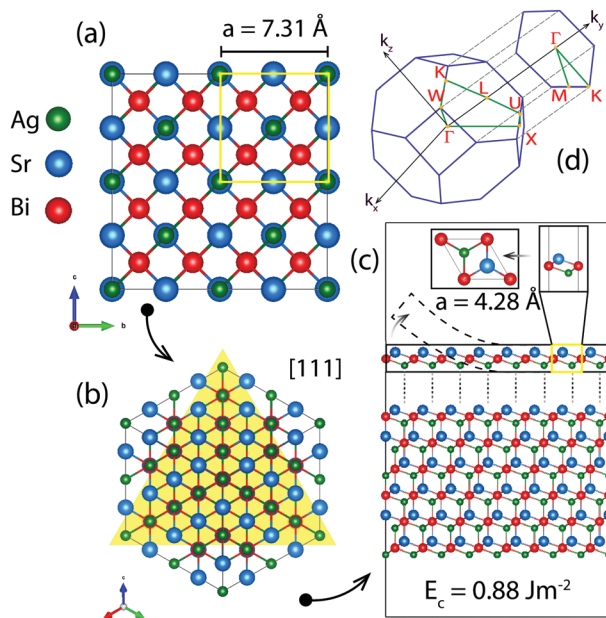 (a)
a = 7.31 Å
Ag
Sr
Bi
c
b
(b)
[111]
c
(c)
a = 4.28 Å
E_c = 0.88 Jm⁻²
(d)
k_z
k_y
k_x
K
W
L
U
Γ
X
Γ
M
K